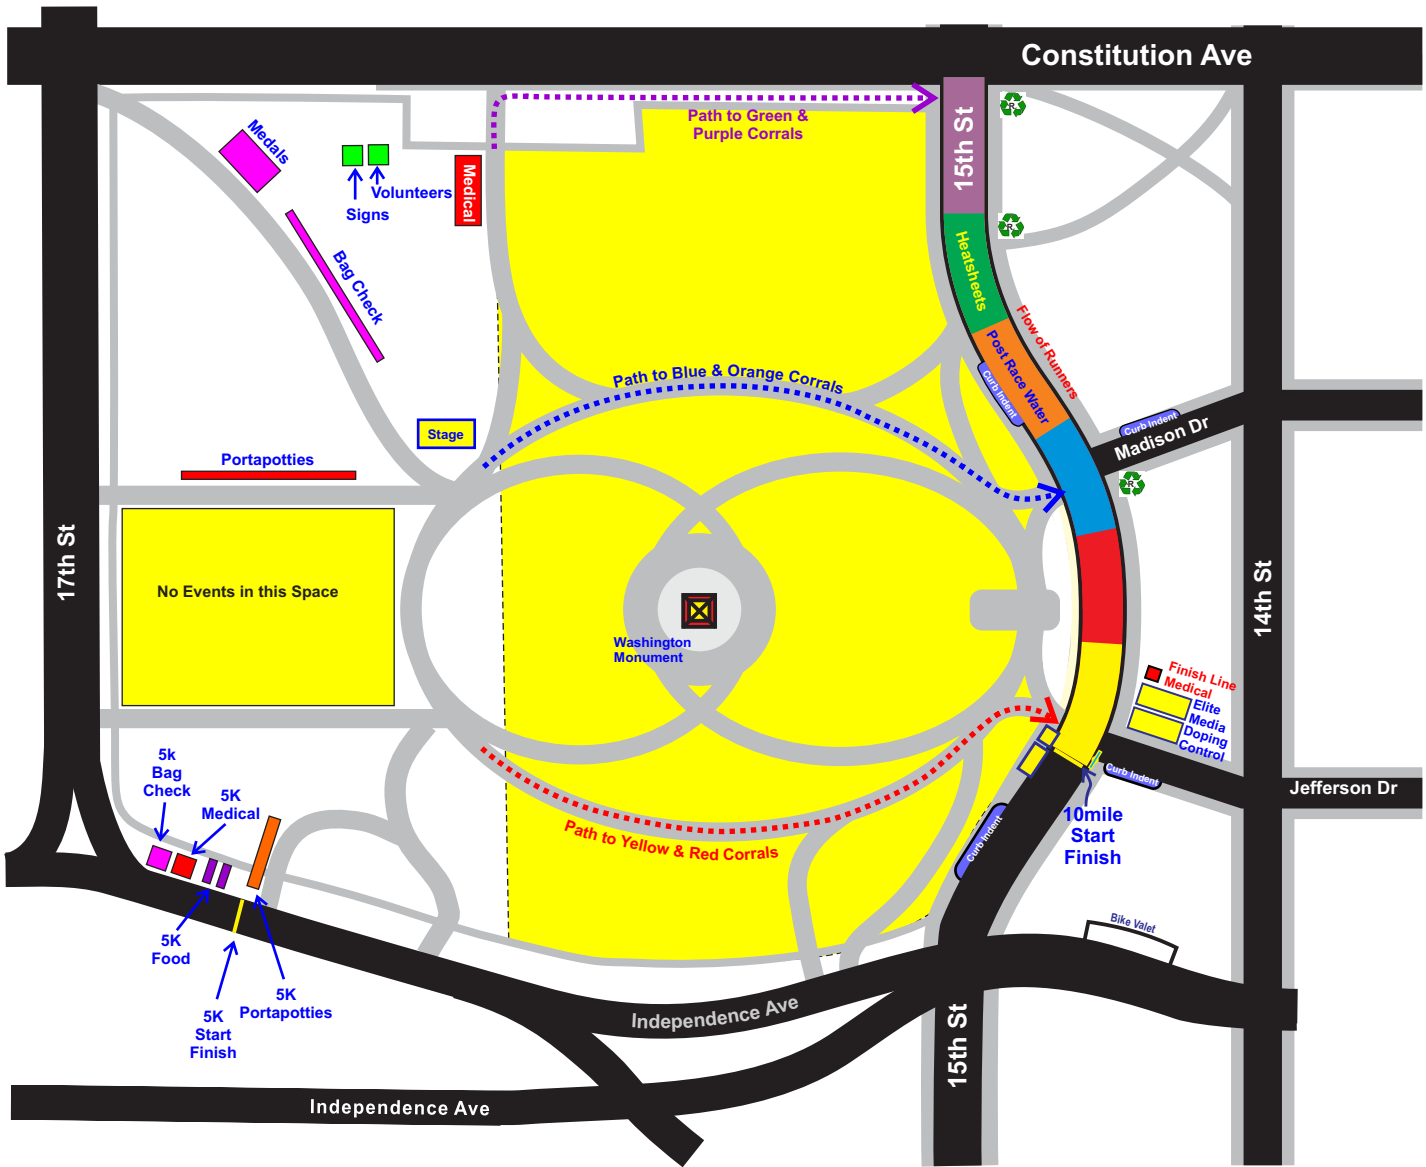 Constitution Ave
Path to Green &
Purple Corrals
15th St
R
Medals
Volunteers
Signs
Medical
Bag Check
R
Heatsheets
Flow of Runners
Post Race Water
Curb Indent
Path to Blue & Orange Corrals
Curb Indent
Madison Dr
Stage
Portapotties
R
17th St
No Events in this Space
14th St
Washington
Monument
Finish Line
Medical
Elite
Media
Doping
Control
5k
Bag
Check
5K
Medical
Curb Indent
Jefferson Dr
10mile
Start
Finish
Curb Indent
Path to Yellow & Red Corrals
Bike Valet
5K
Food
5K
Portapotties
5K
Start
Finish
Independence Ave
15th St
Independence Ave